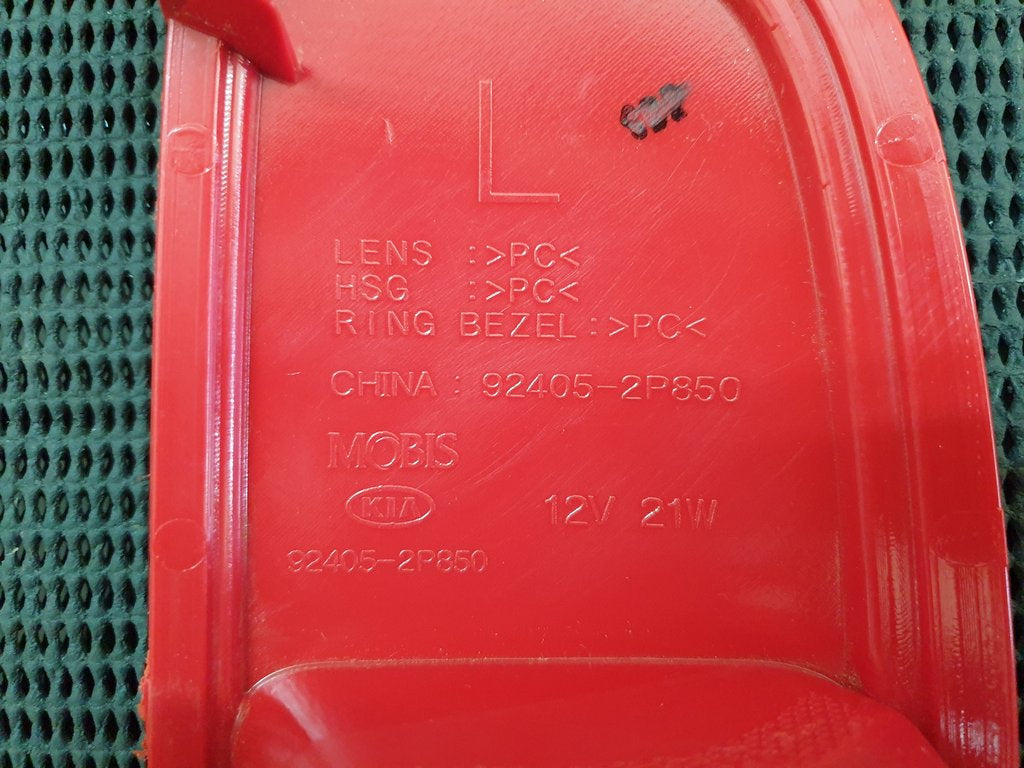 L
LENS :>PC<
HSG :>PC<
RING BEZEL:>PC<
CHINA : 92405-2P850
MOBIS
KIA 12V 21W
92405-2P850